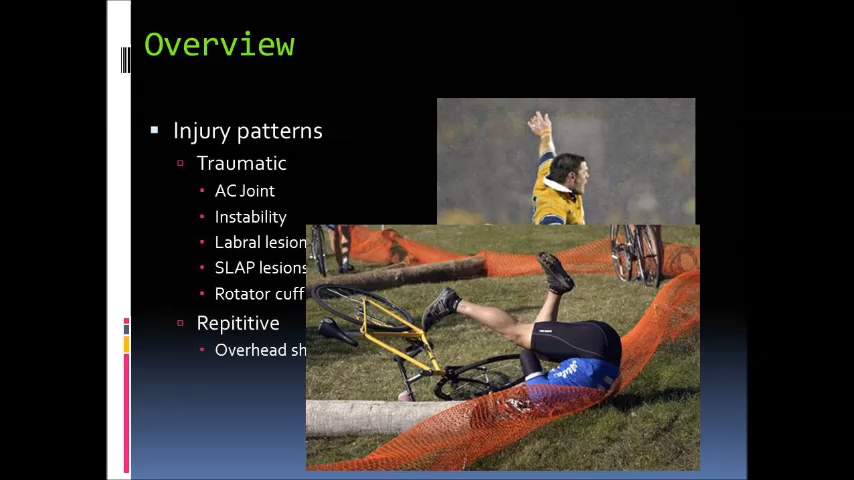 Overview
Injury patterns
Traumatic
AC Joint
Instability
Labral lesion
SLAP lesions
Rotator cuff
Repititive
Overhead sh